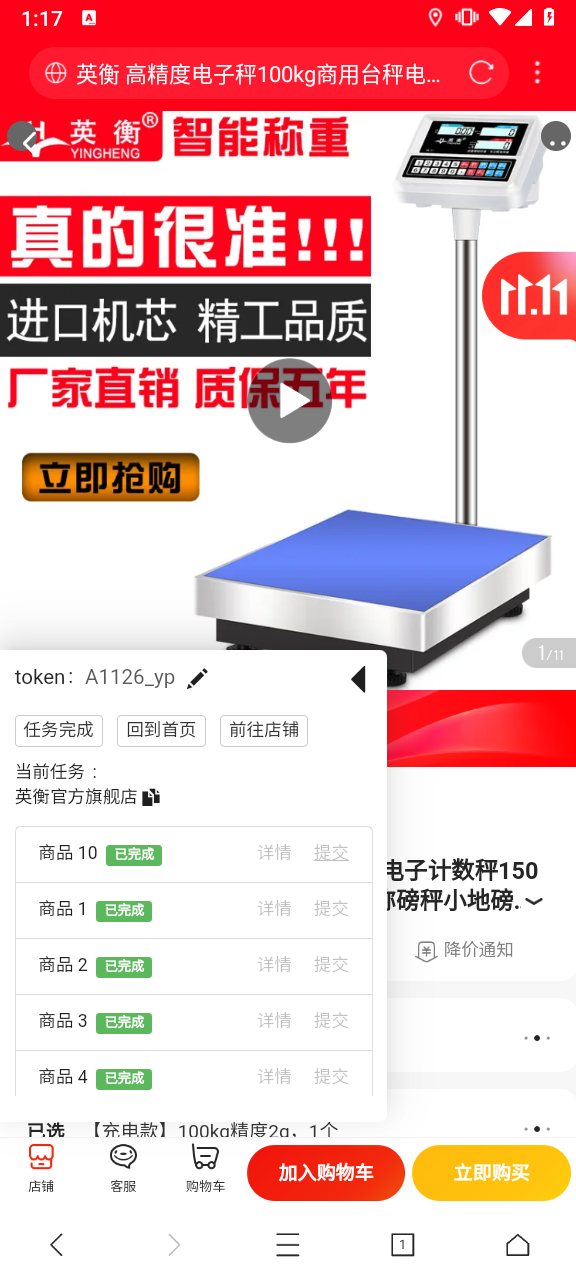 1:17
英衡 高精度电子秤100kg商用台秤电...
英衡®
YINGHENG
智能称重
真的很准!!!
进口机芯 精工品质
厂家直销 质保五年
立即抢购
11.11
1/11
token： A1126_yp
任务完成
回到首页
前往店铺
当前任务 ：
英衡官方旗舰店
商品 10 已完成 详情 提交
商品 1 已完成 详情 提交
商品 2 已完成 详情 提交
商品 3 已完成 详情 提交
商品 4 已完成 详情 提交
电子计数秤150
磅秤小地磅..
降价通知
已选 【充电款】100kg精度2g，1个
店铺
客服
购物车
加入购物车
立即购买
1